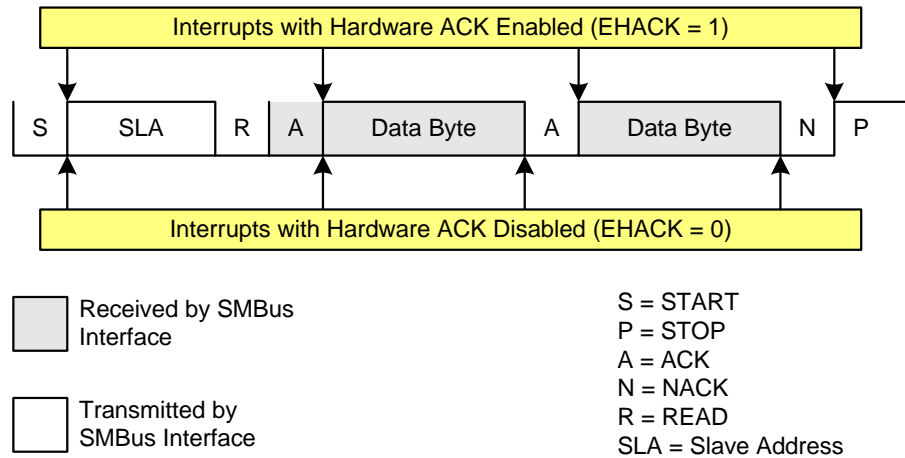 Interrupts with Hardware ACK Enabled (EHACK = 1)
S SLA R A Data Byte A Data Byte N P
Interrupts with Hardware ACK Disabled (EHACK = 0)
Received by SMBus
Interface
Transmitted by
SMBus Interface
S = START
P = STOP
A = ACK
N = NACK
R = READ
SLA = Slave Address